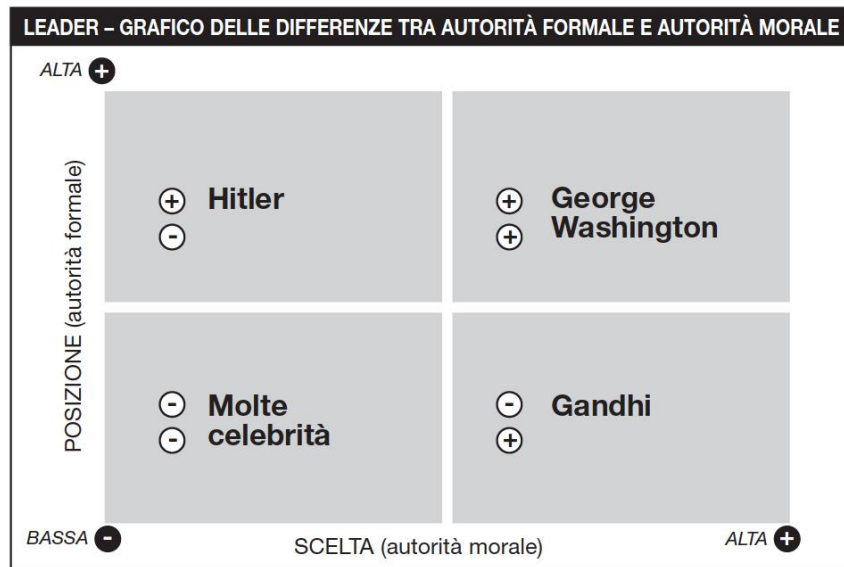 LEADER – GRAFICO DELLE DIFFERENZE TRA AUTORITÀ FORMALE E AUTORITÀ MORALE
ALTA +
POSIZIONE (autorità formale)
+ Hitler
-
+ George
+ Washington
- Molte
- celebrità
- Gandhi
+
BASSA -
SCELTA (autorità morale)
ALTA +